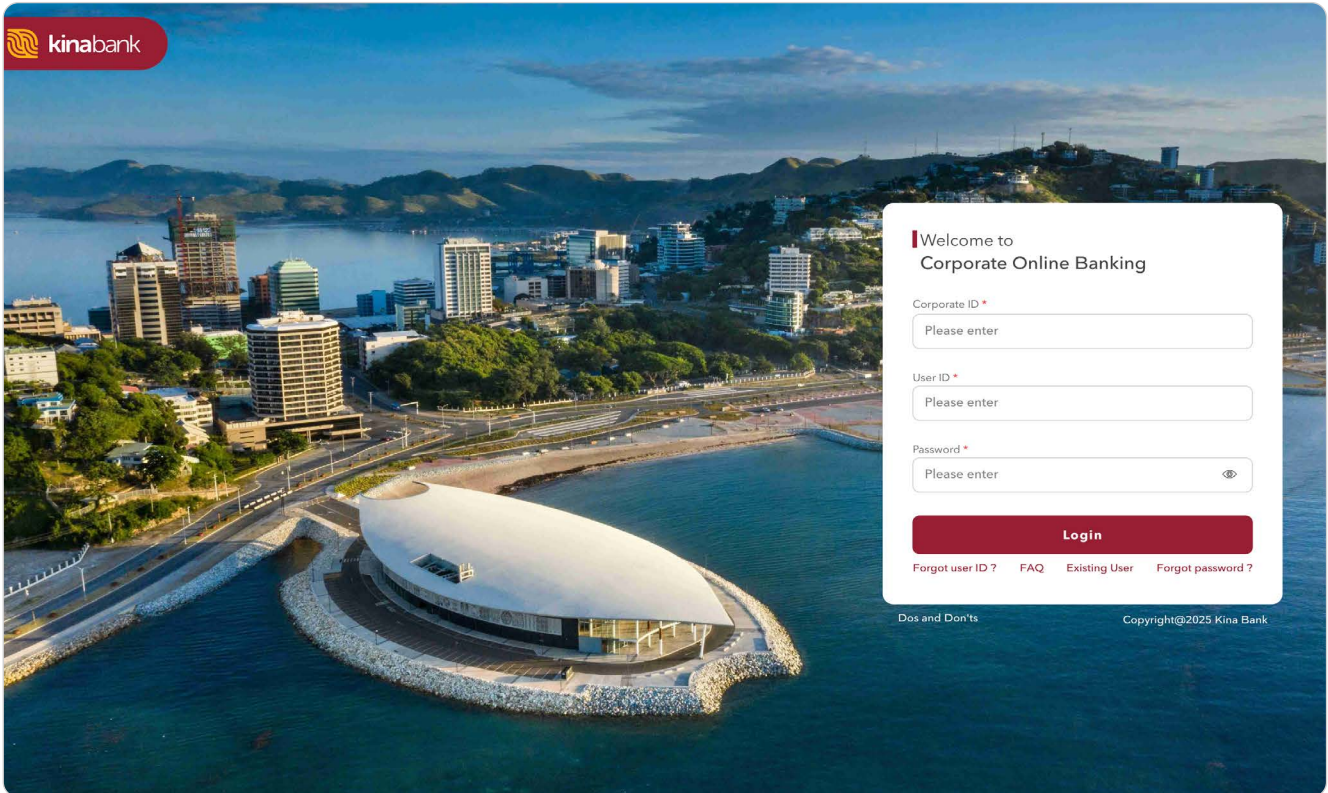 kinabank
Welcome to
Corporate Online Banking
Corporate ID *
Please enter
User ID *
Please enter
Password *
Please enter
Login
Forgot user ID ? FAQ Existing User Forgot password ?
Dos and Don'ts Copyright@2025 Kina Bank